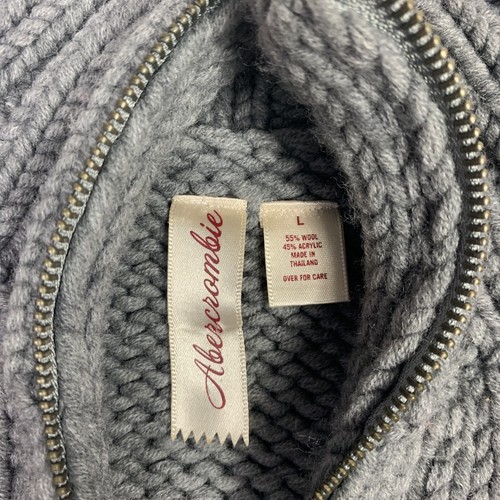 Abercrombie
L
55% WOOL
45% ACRYLIC
MADE IN
THAILAND
OVER FOR CARE